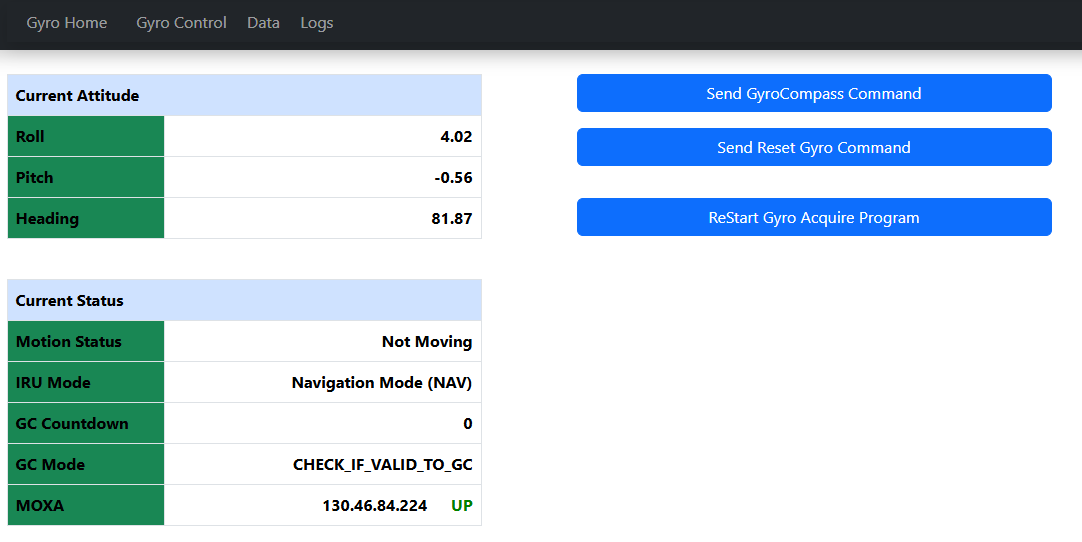 Gyro Home Gyro Control Data Logs
Current Attitude
Roll 4.02
Pitch -0.56
Heading 81.87
Send GyroCompass Command
Send Reset Gyro Command
ReStart Gyro Acquire Program
Current Status
Motion Status Not Moving
IRU Mode Navigation Mode (NAV)
GC Countdown 0
GC Mode CHECK_IF_VALID_TO_GC
MOXA 130.46.84.224 UP